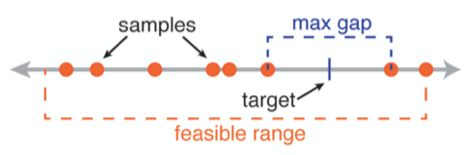 samples
max gap
target
feasible range